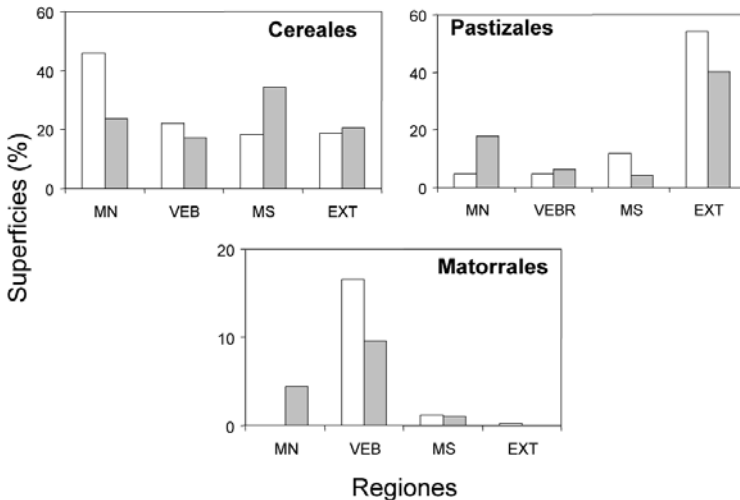 Superficies (%)
Cereales
60
40
20
0
MN VEB MS EXT
Pastizales
60
40
20
0
MN VEBR MS EXT
Matorrales
20
10
0
MN VEB MS EXT
Regiones